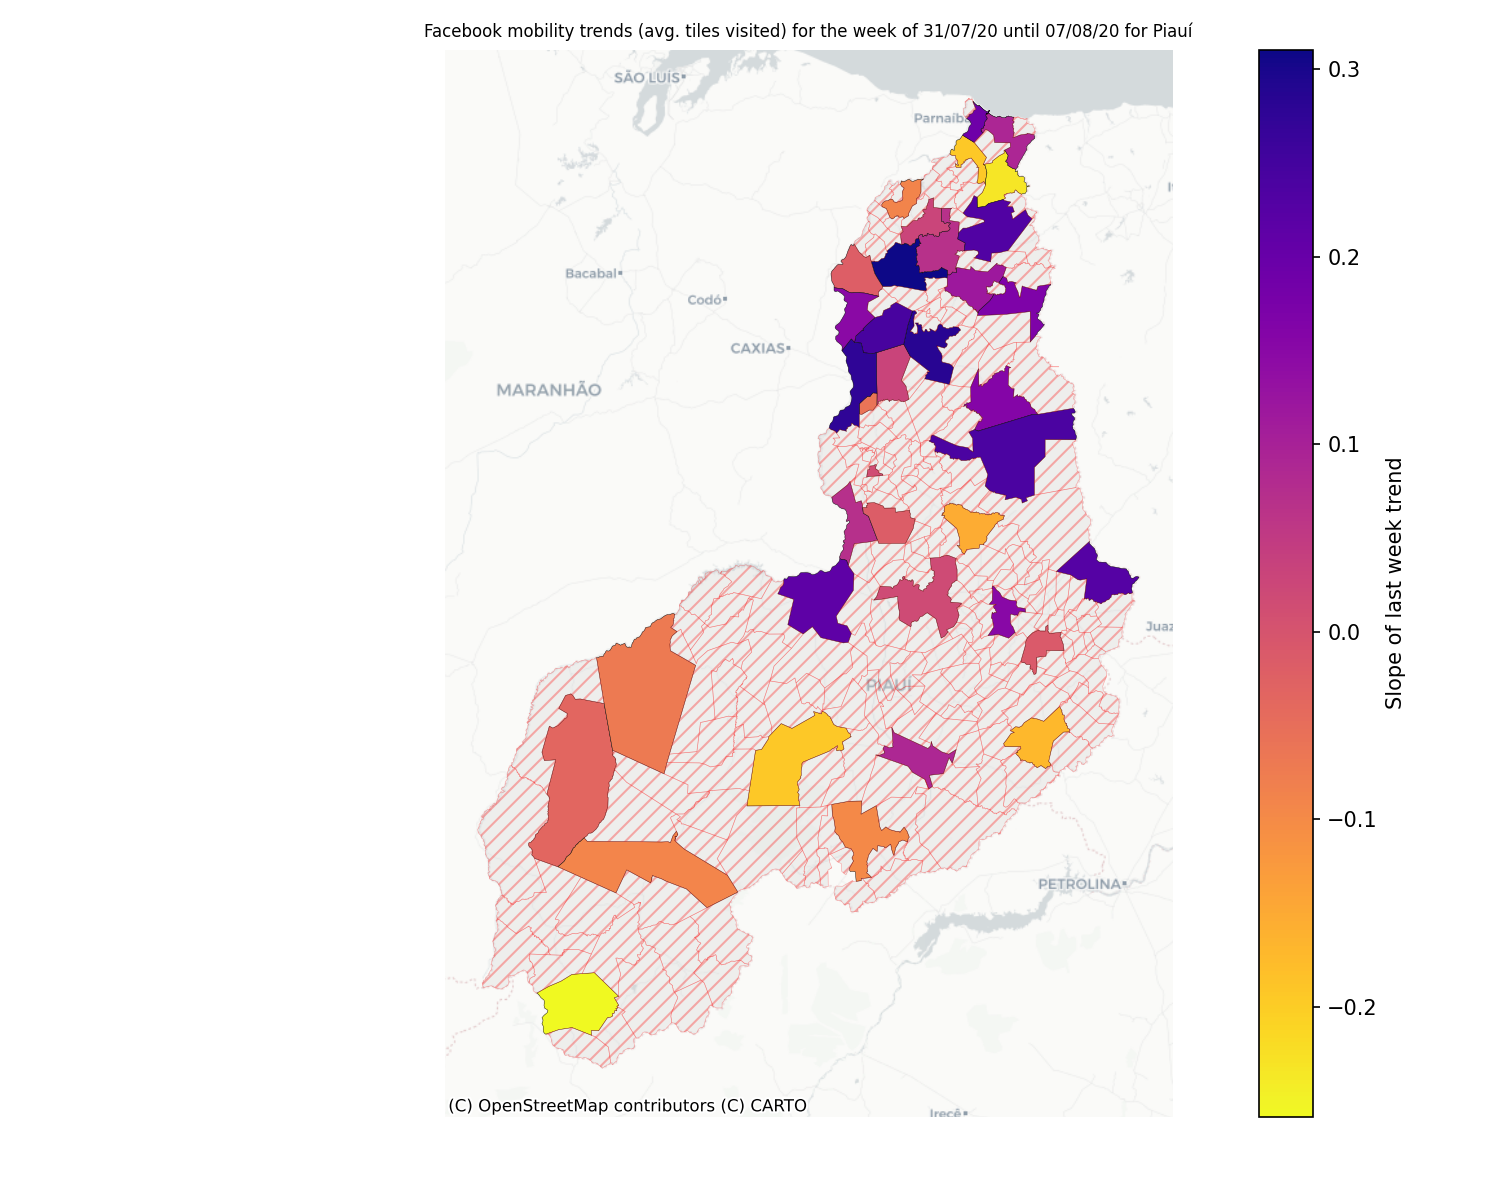 Facebook mobility trends (avg. tiles visited) for the week of 31/07/20 until 07/08/20 for Piauí
SÃO LUÍS
Parnaíba
Bacabal
Codó
CAXIAS
MARANHÃO
Juaz
PIAUÍ
PETROLINA
Irecê
(C) OpenStreetMap contributors (C) CARTO
0.3
0.2
0.1
0.0
−0.1
−0.2
Slope of last week trend